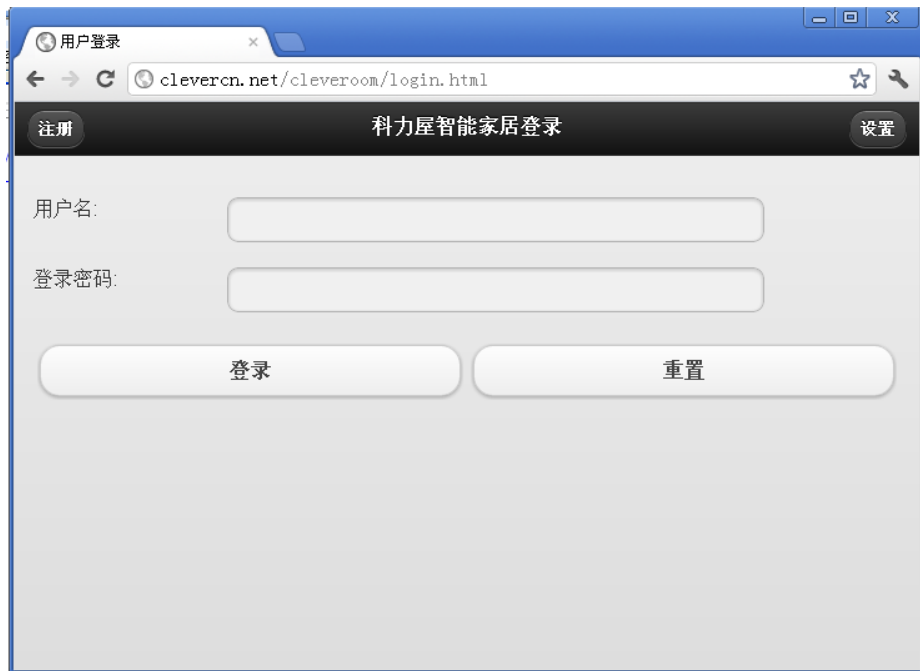 用户登录
clevercn.net/cleveroom/login.html
注册 科力屋智能家居登录 设置
用户名:
登录密码:
登录 重置